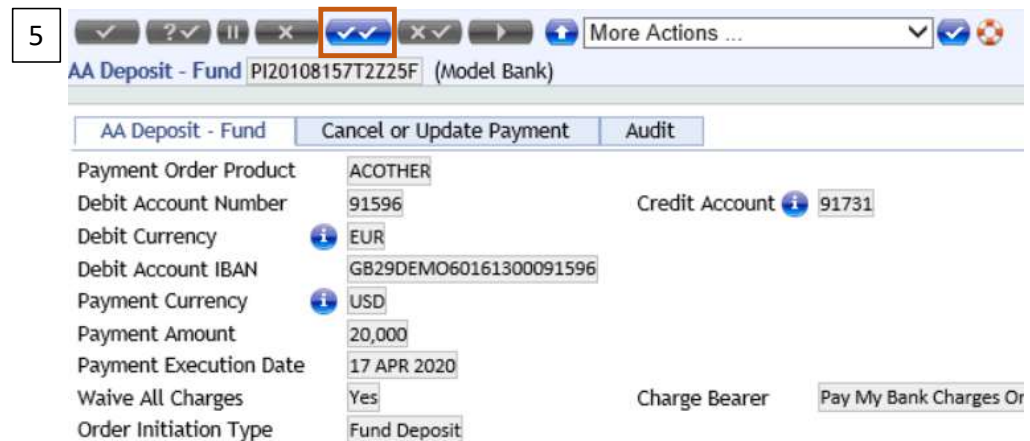 5
More Actions ...
AA Deposit - Fund PI20108157T2Z25F (Model Bank)
AA Deposit - Fund Cancel or Update Payment Audit
Payment Order Product ACOTHER
Debit Account Number 91596 Credit Account 91731
Debit Currency EUR
Debit Account IBAN GB29DEMO60161300091596
Payment Currency USD
Payment Amount 20,000
Payment Execution Date 17 APR 2020
Waive All Charges Yes Charge Bearer Pay My Bank Charges Or
Order Initiation Type Fund Deposit